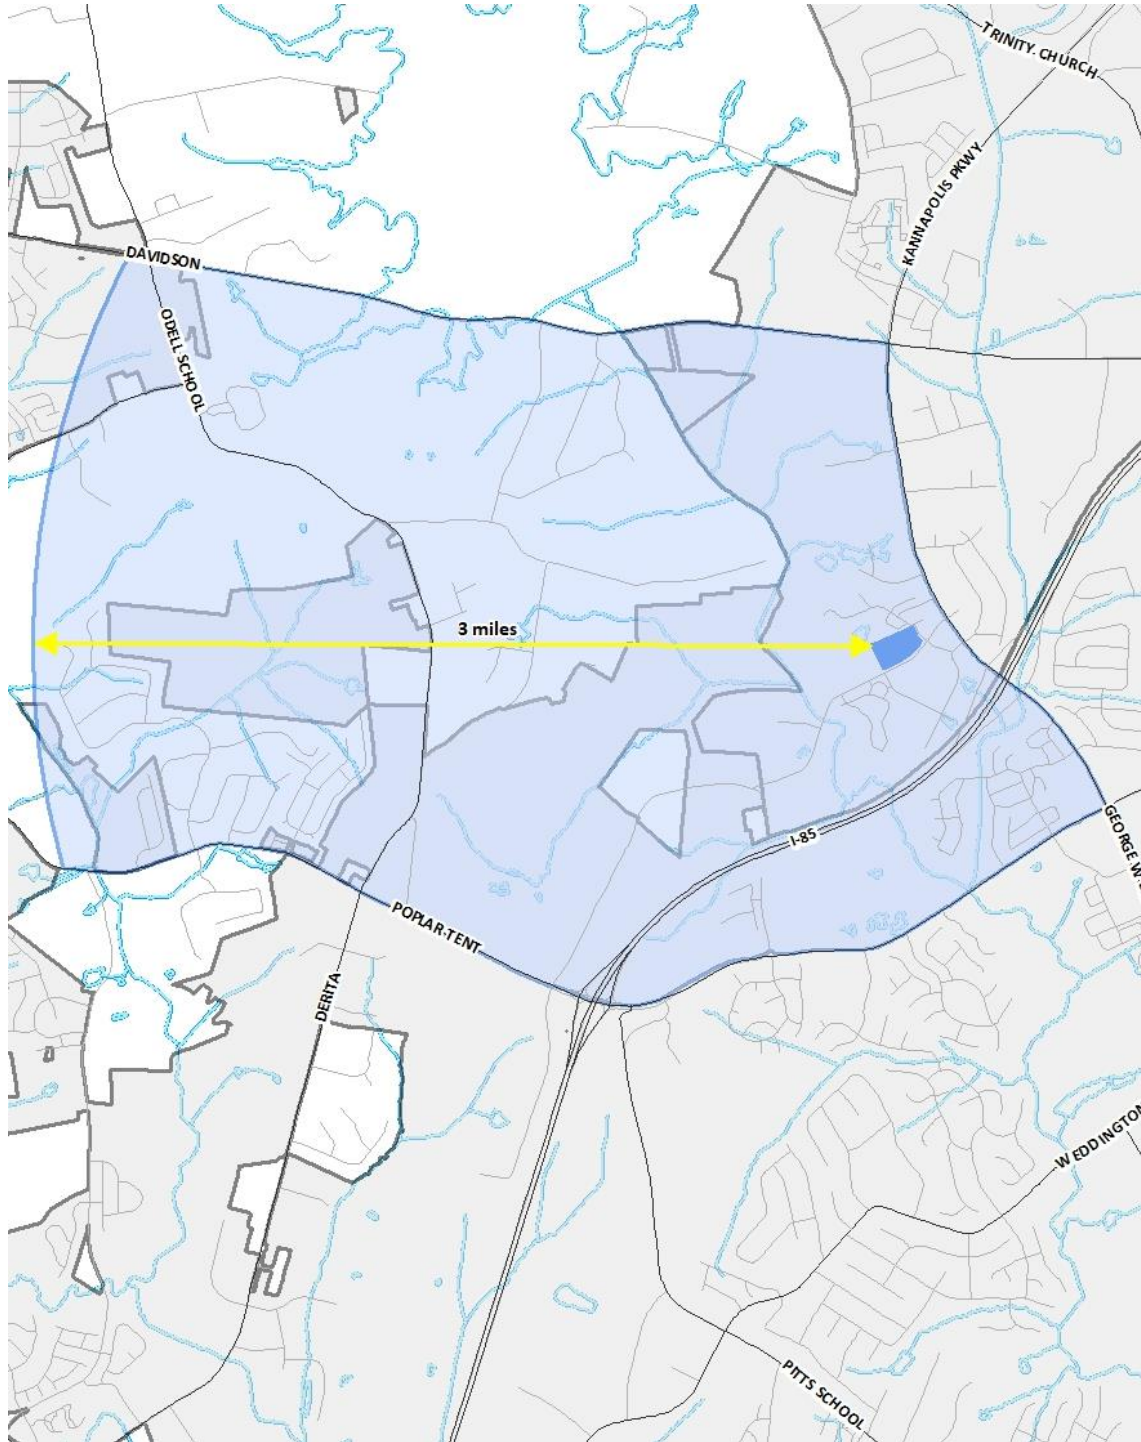 TRINITY CHURCH
KANNAPOLIS PKWY
DAVIDSON
ODELL SCHOOL
3 miles
I-85
GEORGE W
POPLAR TENT
DERITA
WEDDINGTON
PITTS SCHOOL